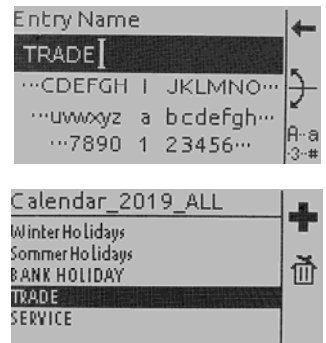 Entry Name
TRADE
···CDEFGH I JKLMNO···
···uvwxyz a bcdefgh···
···7890 1 23456···
A··a
·3··#
Calendar_2019_ALL
Winter Holidays
Sommer Holidays
BANK HOLIDAY
TRADE
SERVICE